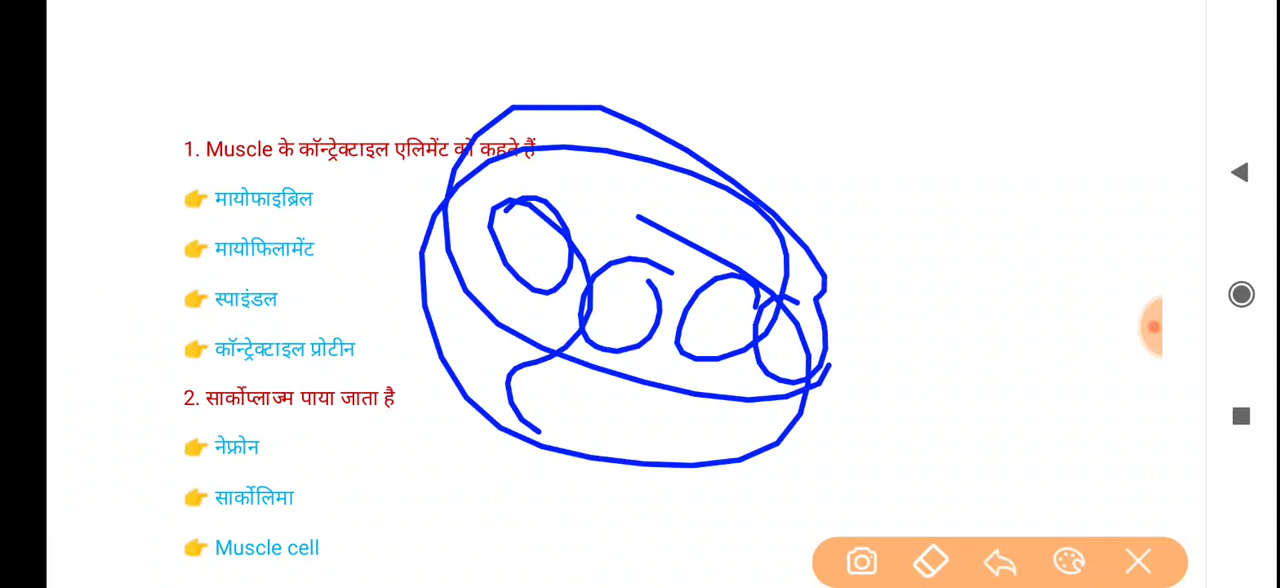 1. Muscle के कॉन्ट्रेक्टाइल एलिमेंट को कहते हैं
👉 मायोफाइब्रिल
👉 मायोफिलामेंट
👉 स्पाइंडल
👉 कॉन्ट्रेक्टाइल प्रोटीन
2. सार्कोप्लाज्म पाया जाता है
👉 नेफ्रोन
👉 सार्कोलिमा
👉 Muscle cell